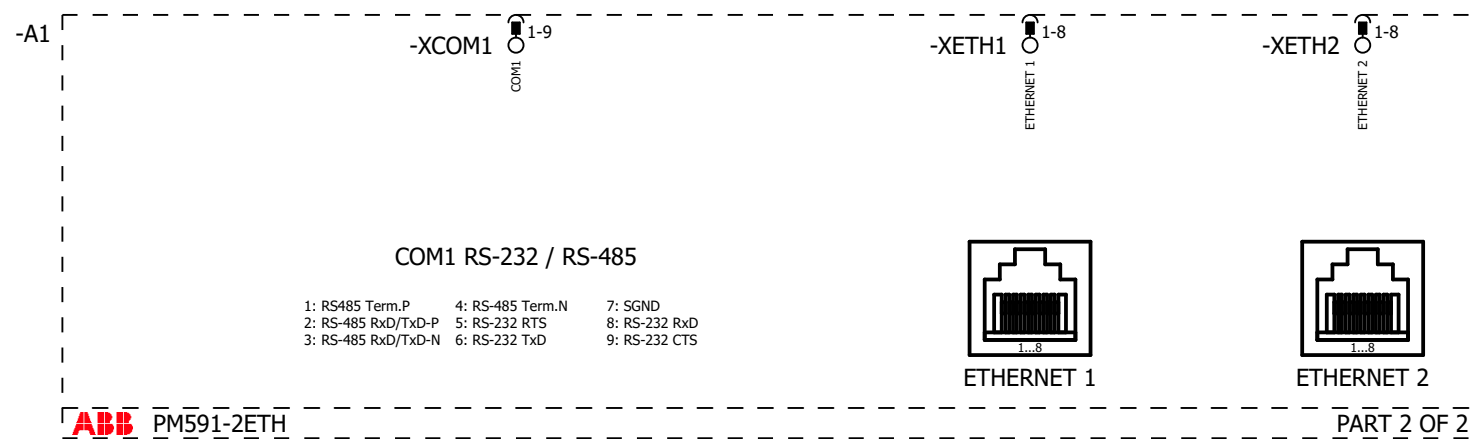 -A1
-XCOM1 1-9
COM1
-XETH1 1-8
ETHERNET 1
-XETH2 1-8
ETHERNET 2
COM1 RS-232 / RS-485
1: RS485 Term.P 4: RS-485 Term.N 7: SGND
2: RS-485 RxD/TxD-P 5: RS-232 RTS 8: RS-232 RxD
3: RS-485 RxD/TxD-N 6: RS-232 TxD 9: RS-232 CTS
1...8
ETHERNET 1
1...8
ETHERNET 2
ABB PM591-2ETH
PART 2 OF 2